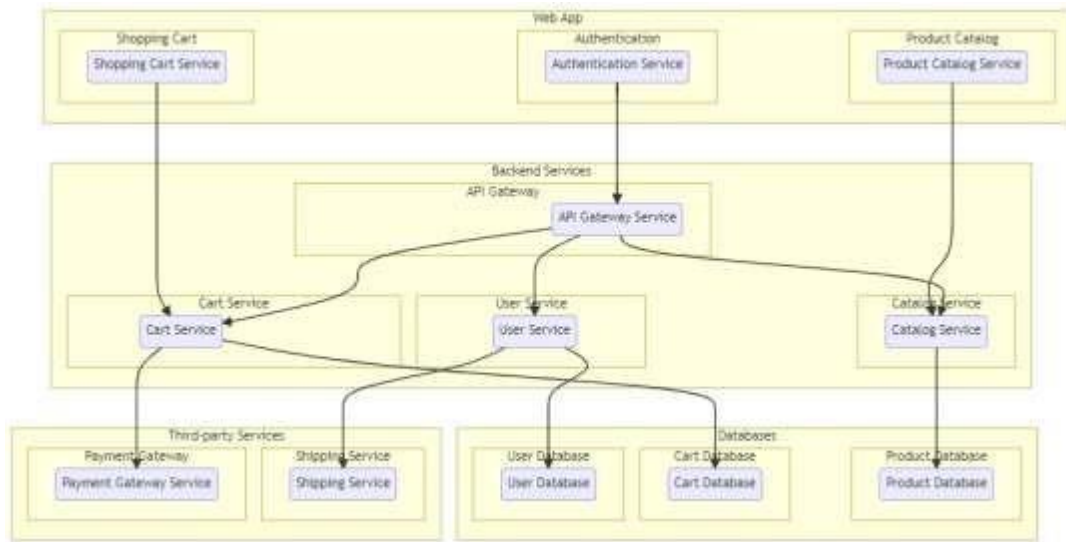 Web App
Shopping Cart
Authentication
Product Catalog
Shopping Cart Service
Authentication Service
Product Catalog Service
Backend Services
API Gateway
API Gateway Service
Cart Service
User Service
Catalog Service
Cart Service
User Service
Catalog Service
Third-party Services
Databases
Payment Gateway
Shipping Service
User Database
Cart Database
Product Database
Payment Gateway Service
Shipping Service
User Database
Cart Database
Product Database